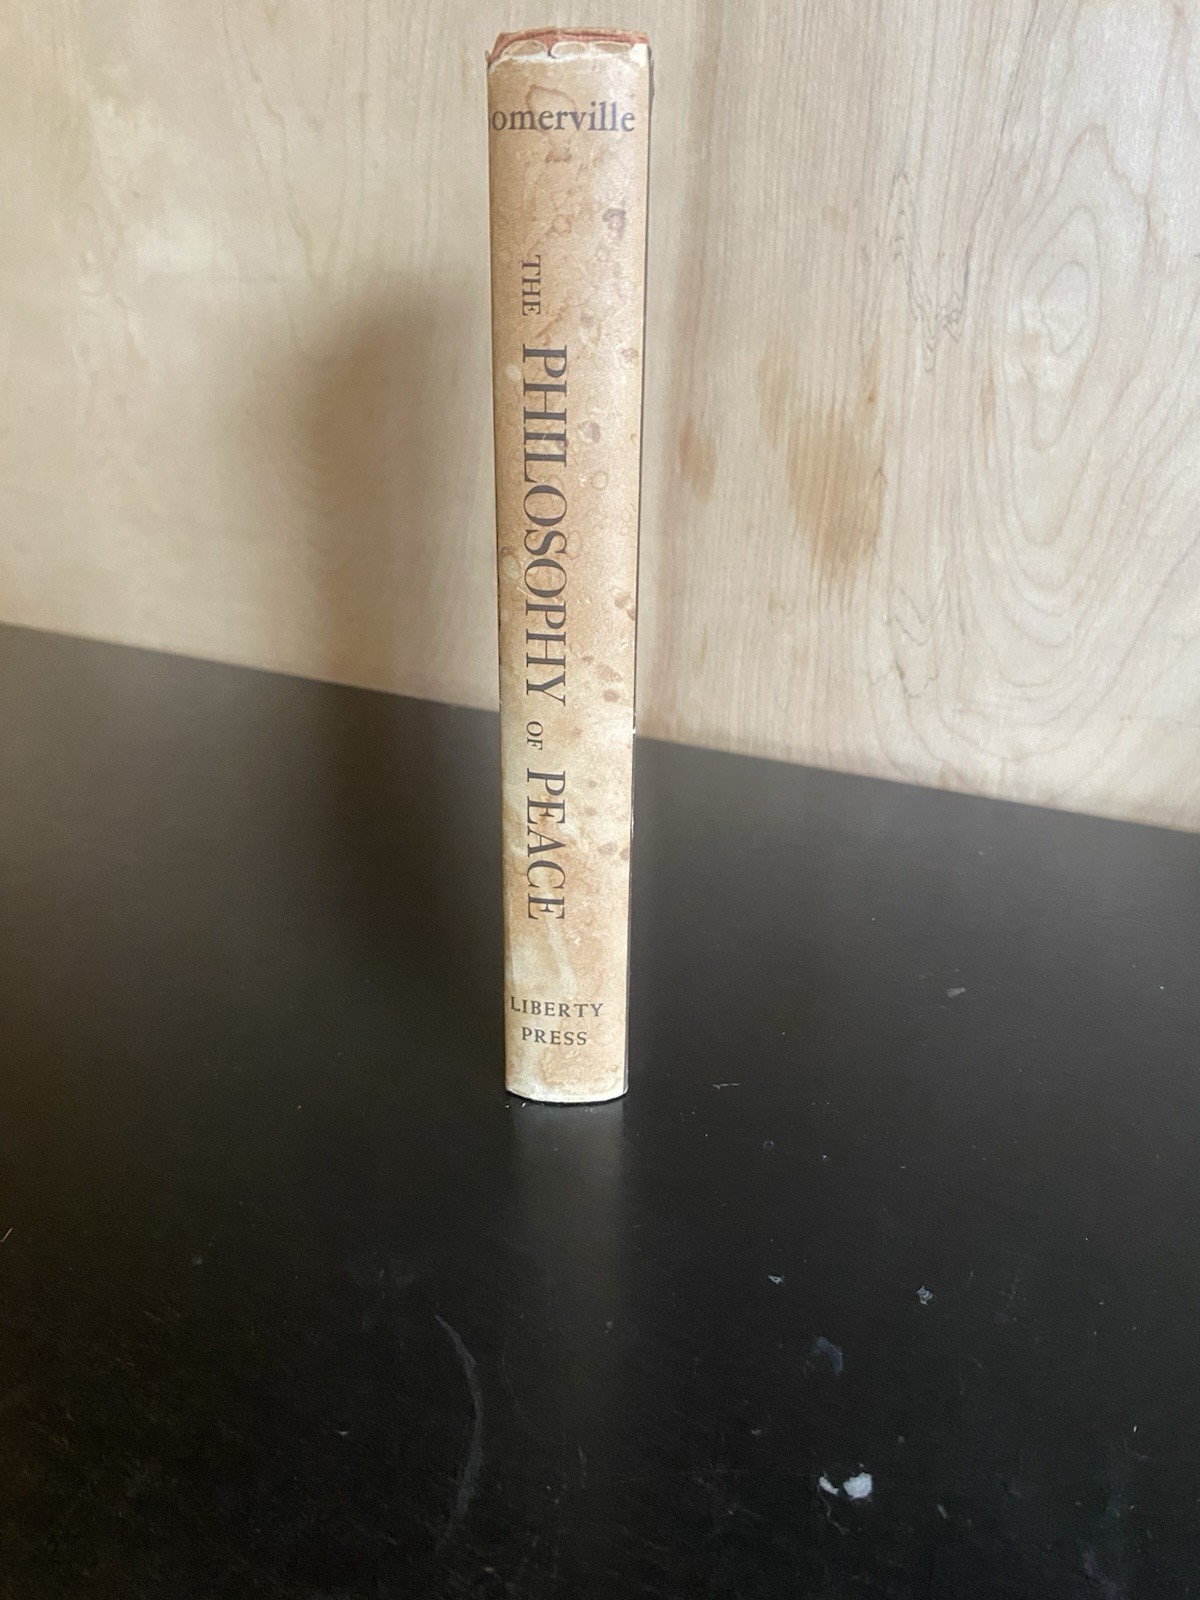 omerville
THE PHILOSOPHY OF PEACE
LIBERTY
PRESS